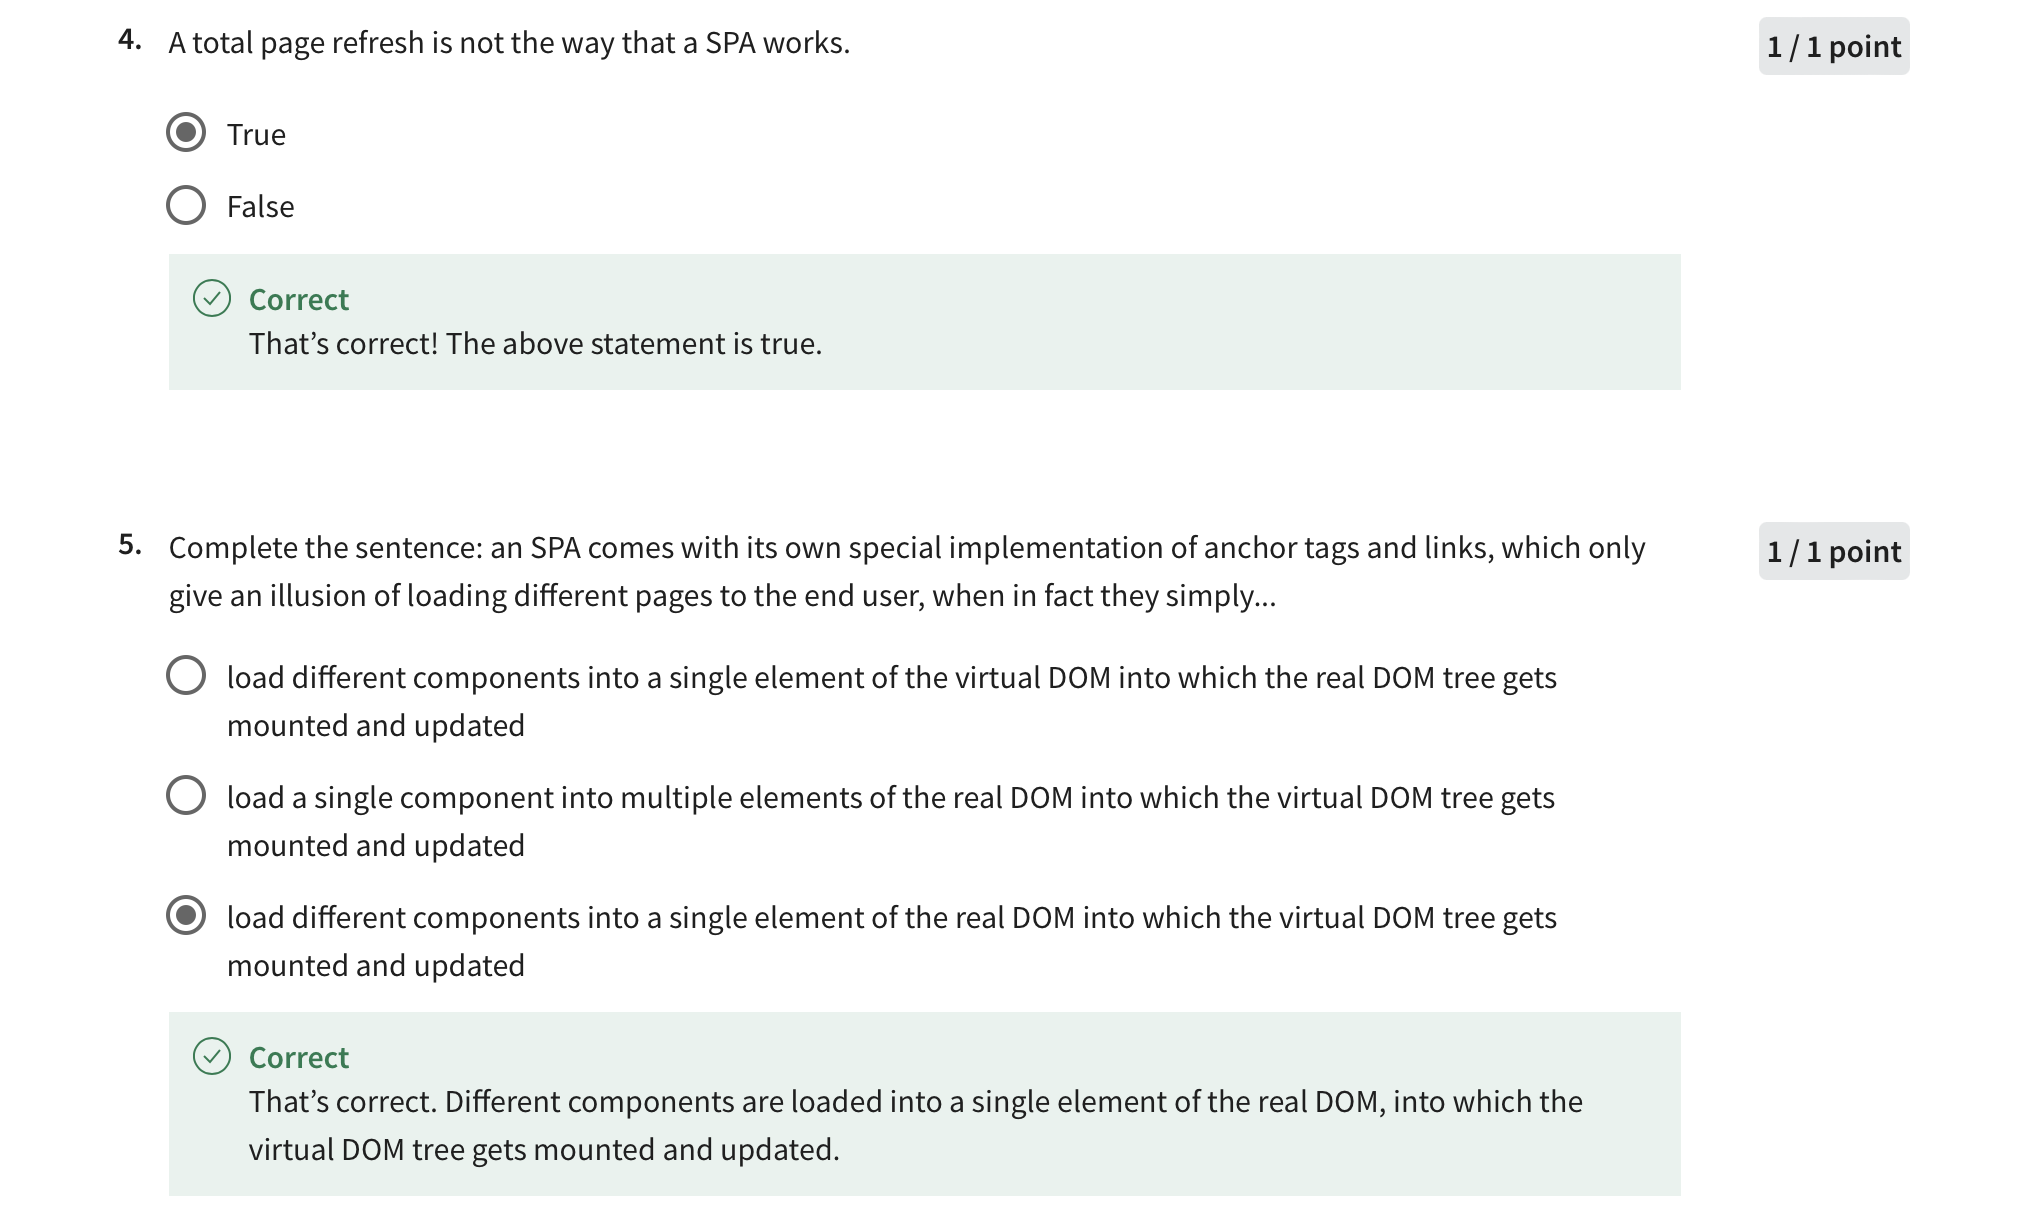 4. A total page refresh is not the way that a SPA works.
1 / 1 point
True
False
Correct
That’s correct! The above statement is true.
5. Complete the sentence: an SPA comes with its own special implementation of anchor tags and links, which only
give an illusion of loading different pages to the end user, when in fact they simply...
1 / 1 point
load different components into a single element of the virtual DOM into which the real DOM tree gets
mounted and updated
load a single component into multiple elements of the real DOM into which the virtual DOM tree gets
mounted and updated
load different components into a single element of the real DOM into which the virtual DOM tree gets
mounted and updated
Correct
That’s correct. Different components are loaded into a single element of the real DOM, into which the
virtual DOM tree gets mounted and updated.